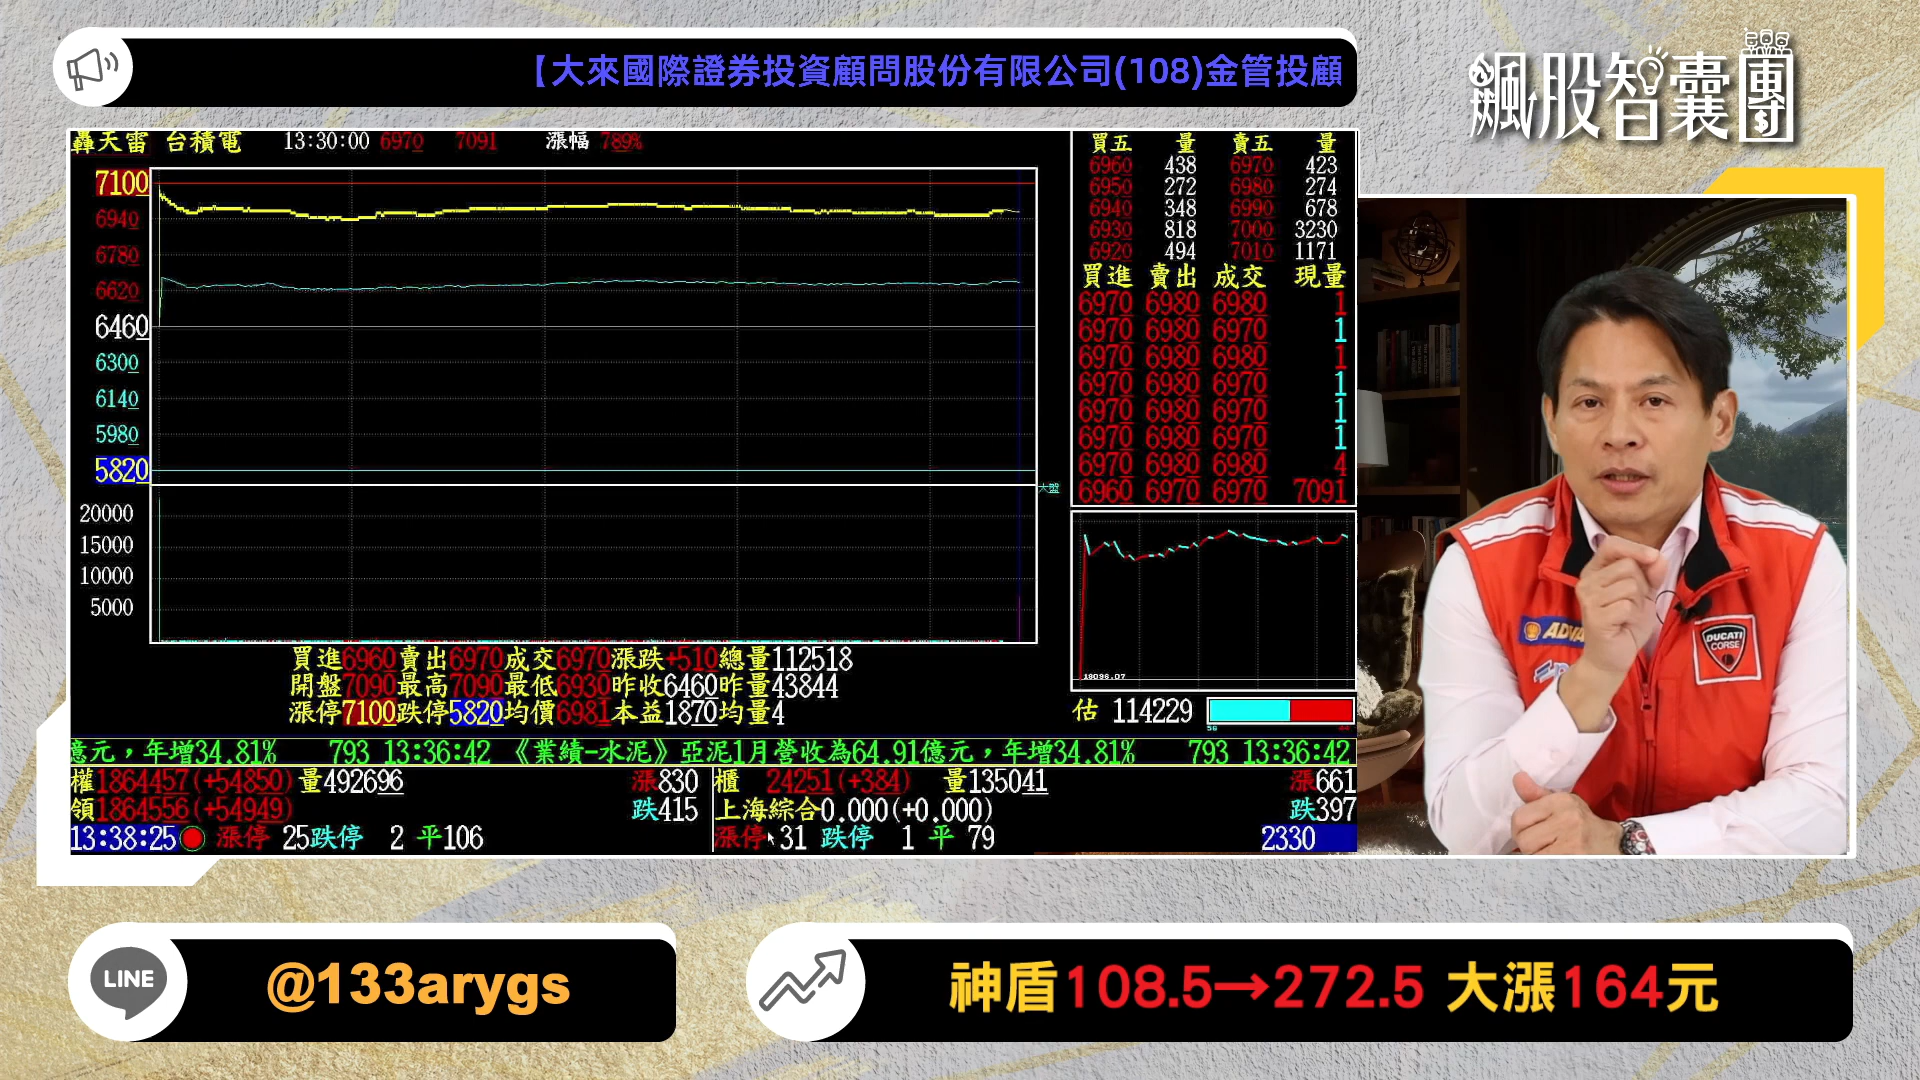 【大來國際證券投資顧問股份有限公司(108)金管投顧
飆股智囊團
轟天雷 台積電 13:30:00 6970 7091 漲幅 789%
7100
6940
6780
6620
6460
6300
6140
5980
5820
20000
15000
10000
5000
大盤
買五 量 賣五 量
6960 438 6970 423
6950 272 6980 274
6940 348 6990 678
6930 818 7000 3230
6920 494 7010 1171
買進 賣出 成交 現量
6970 6980 6980 1
6970 6980 6970 1
6970 6980 6980 1
6970 6980 6970 1
6970 6980 6970 1
6970 6980 6970 1
6970 6980 6980 4
6960 6970 6970 7091
18096.07
買進6960賣出6970成交6970漲跌+510總量112518
開盤7090最高7090最低6930昨收6460昨量43844
漲停7100跌停5820均價6981本益1870均量4
估 114229
56 44
億元，年增34.81% 793 13:36:42 《業績-水泥》亞泥1月營收為64.91億元，年增34.81% 793 13:36:42
權1864457(+54850)量492696 漲830
領1864556(+54949) 跌415
13:38:25 漲停 25跌停 2 平106
櫃 24251(+384) 量135041 漲661
上海綜合0.000(+0.000) 跌397
漲停 31 跌停 1 平 79 2330
ADVA
DUCATI
CORSE
LINE
@133arygs
神盾108.5→272.5 大漲164元